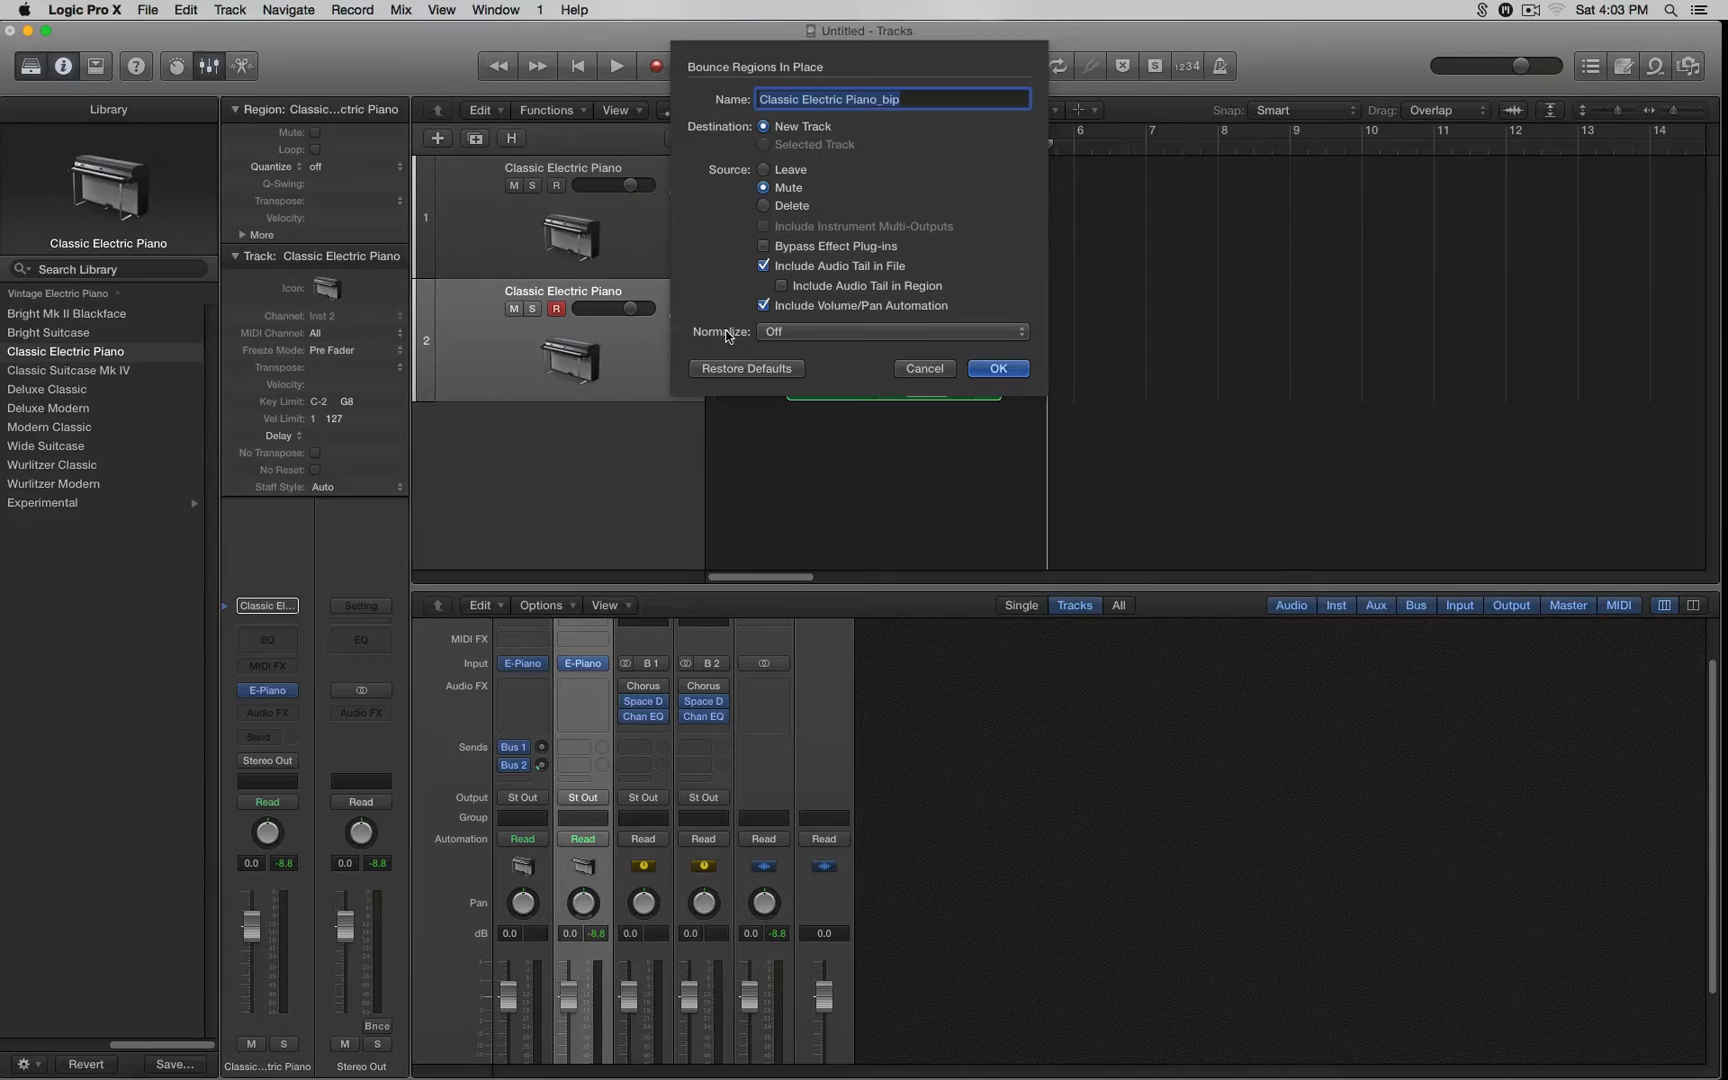 Logic Pro X File Edit Track Navigate Record Mix View Window 1 Help
Sat 4:03 PM
Untitled - Tracks
1234
Library
Classic Electric Piano
Search Library
Vintage Electric Piano
Bright Mk II Blackface
Bright Suitcase
Classic Electric Piano
Classic Suitcase Mk IV
Deluxe Classic
Deluxe Modern
Modern Classic
Wide Suitcase
Wurlitzer Classic
Wurlitzer Modern
Experimental
Revert Save...
Region: Classic...ctric Piano
Mute:
Loop:
Quantize off
Q-Swing:
Transpose:
Velocity:
More
Track: Classic Electric Piano
Icon:
Channel: Inst 2
MIDI Channel: All
Freeze Mode: Pre Fader
Transpose:
Velocity:
Key Limit: C-2 G8
Vel Limit: 1 127
Delay
No Transpose:
No Reset:
Staff Style: Auto
Classic El... Setting
EQ EQ
MIDI FX
E-Piano
Audio FX Audio FX
Send
Stereo Out
Read Read
0.0 -8.8 0.0 -8.8
Bnce
M S M S
Classic...tric Piano Stereo Out
Edit Functions View
Snap: Smart Drag: Overlap
H
6 7 8 9 10 11 12 13 14
1
Classic Electric Piano
M S R
2
Classic Electric Piano
M S R
Bounce Regions In Place
Name: Classic Electric Piano_bip
Destination: New Track
Selected Track
Source: Leave
Mute
Delete
Include Instrument Multi-Outputs
Bypass Effect Plug-ins
Include Audio Tail in File
Include Audio Tail in Region
Include Volume/Pan Automation
Normalize: Off
Restore Defaults Cancel OK
Edit Options View Single Tracks All Audio Inst Aux Bus Input Output Master MIDI
MIDI FX
Input E-Piano E-Piano B 1 B 2
Audio FX Chorus Chorus
Space D Space D
Chan EQ Chan EQ
Sends Bus 1
Bus 2
Output St Out St Out St Out St Out
Group
Automation Read Read Read Read Read Read
Pan
dB 0.0 0.0 -8.8 0.0 0.0 0.0 -8.8 0.0